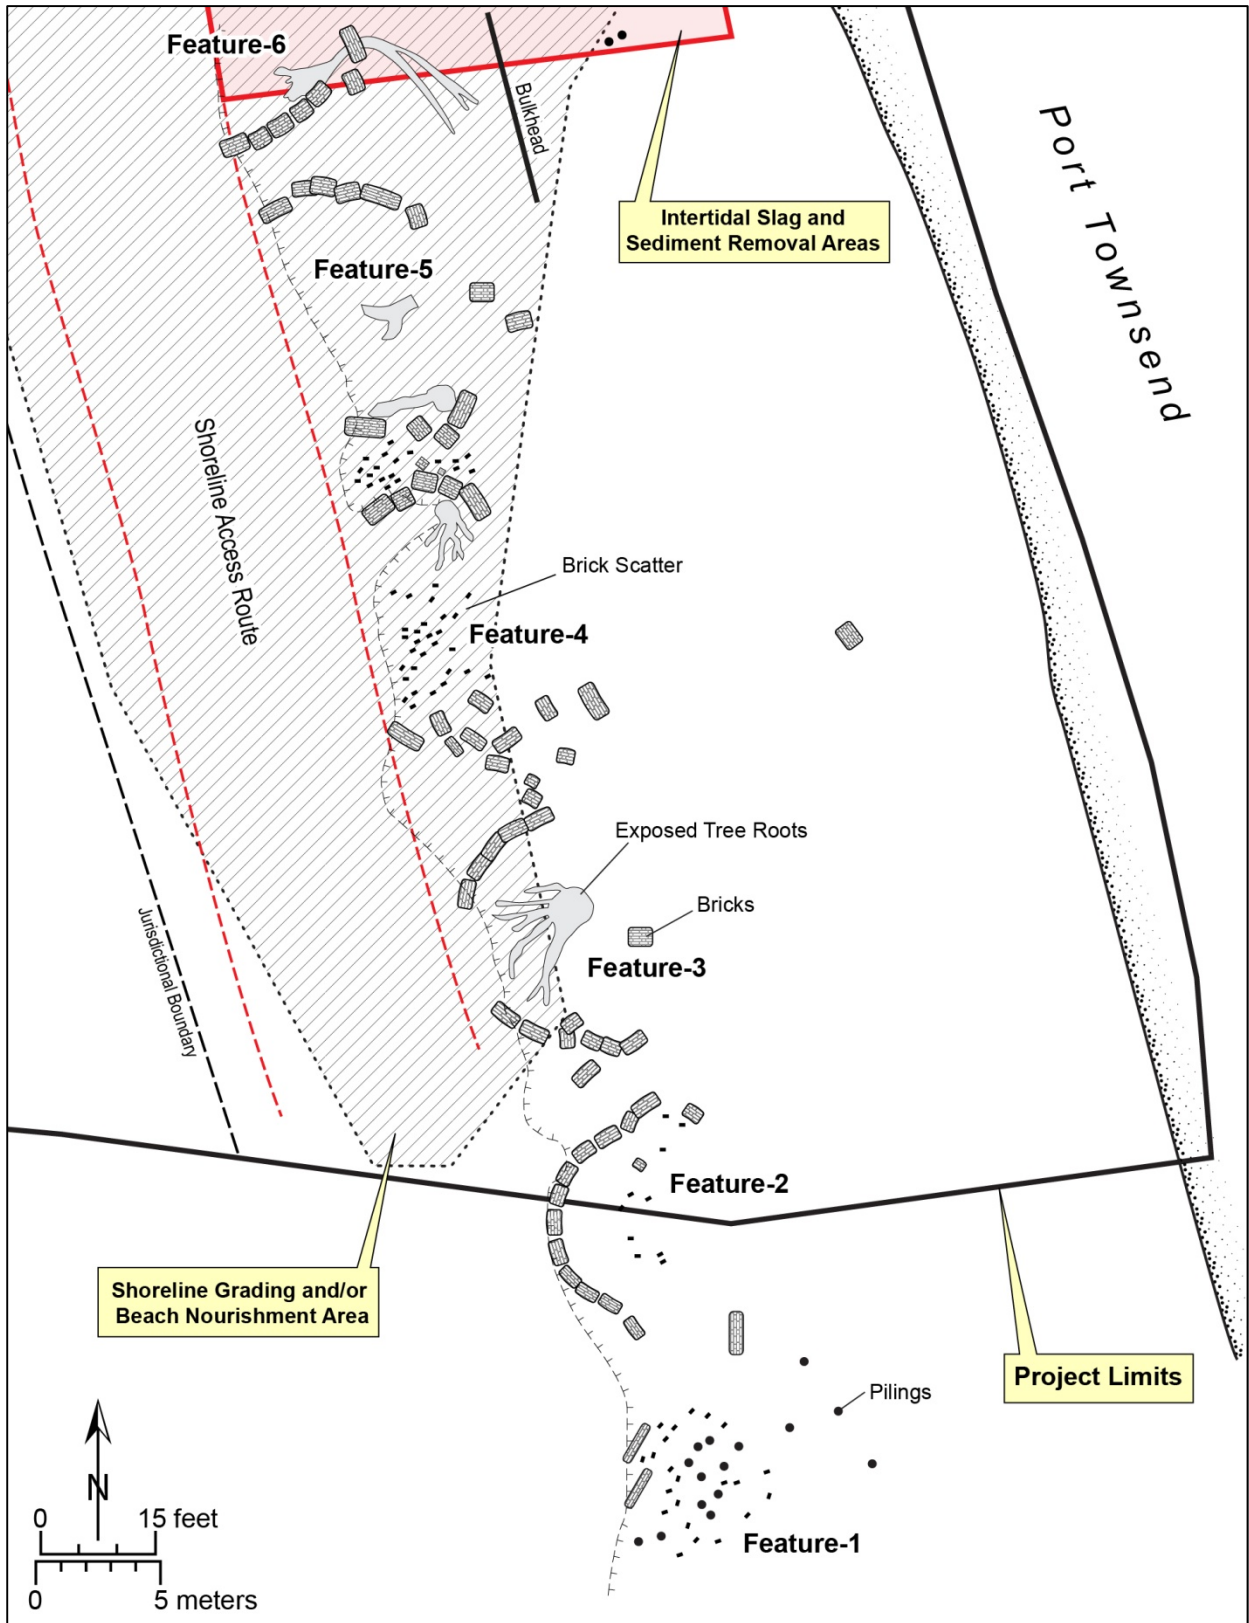 Feature-6
Bulkhead
Port Townsend
Intertidal Slag and
Sediment Removal Areas
Feature-5
Shoreline Access Route
Brick Scatter
Feature-4
Exposed Tree Roots
Bricks
Feature-3
Jurisdictional Boundary
Feature-2
Shoreline Grading and/or
Beach Nourishment Area
Project Limits
Pilings
Feature-1
N
0 15 feet
0 5 meters